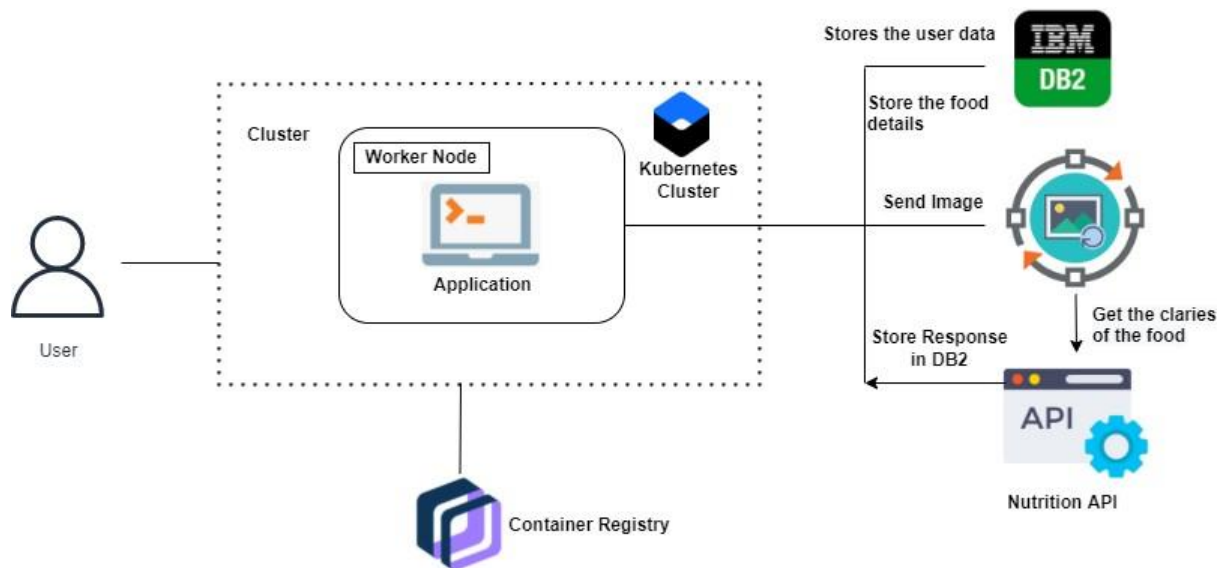 Stores the user data
IBM
DB2
Store the food
details
Cluster
Worker Node
Kubernetes
Cluster
Application
Send Image
User
Get the claries
of the food
Store Response
in DB2
API
Nutrition API
Container Registry